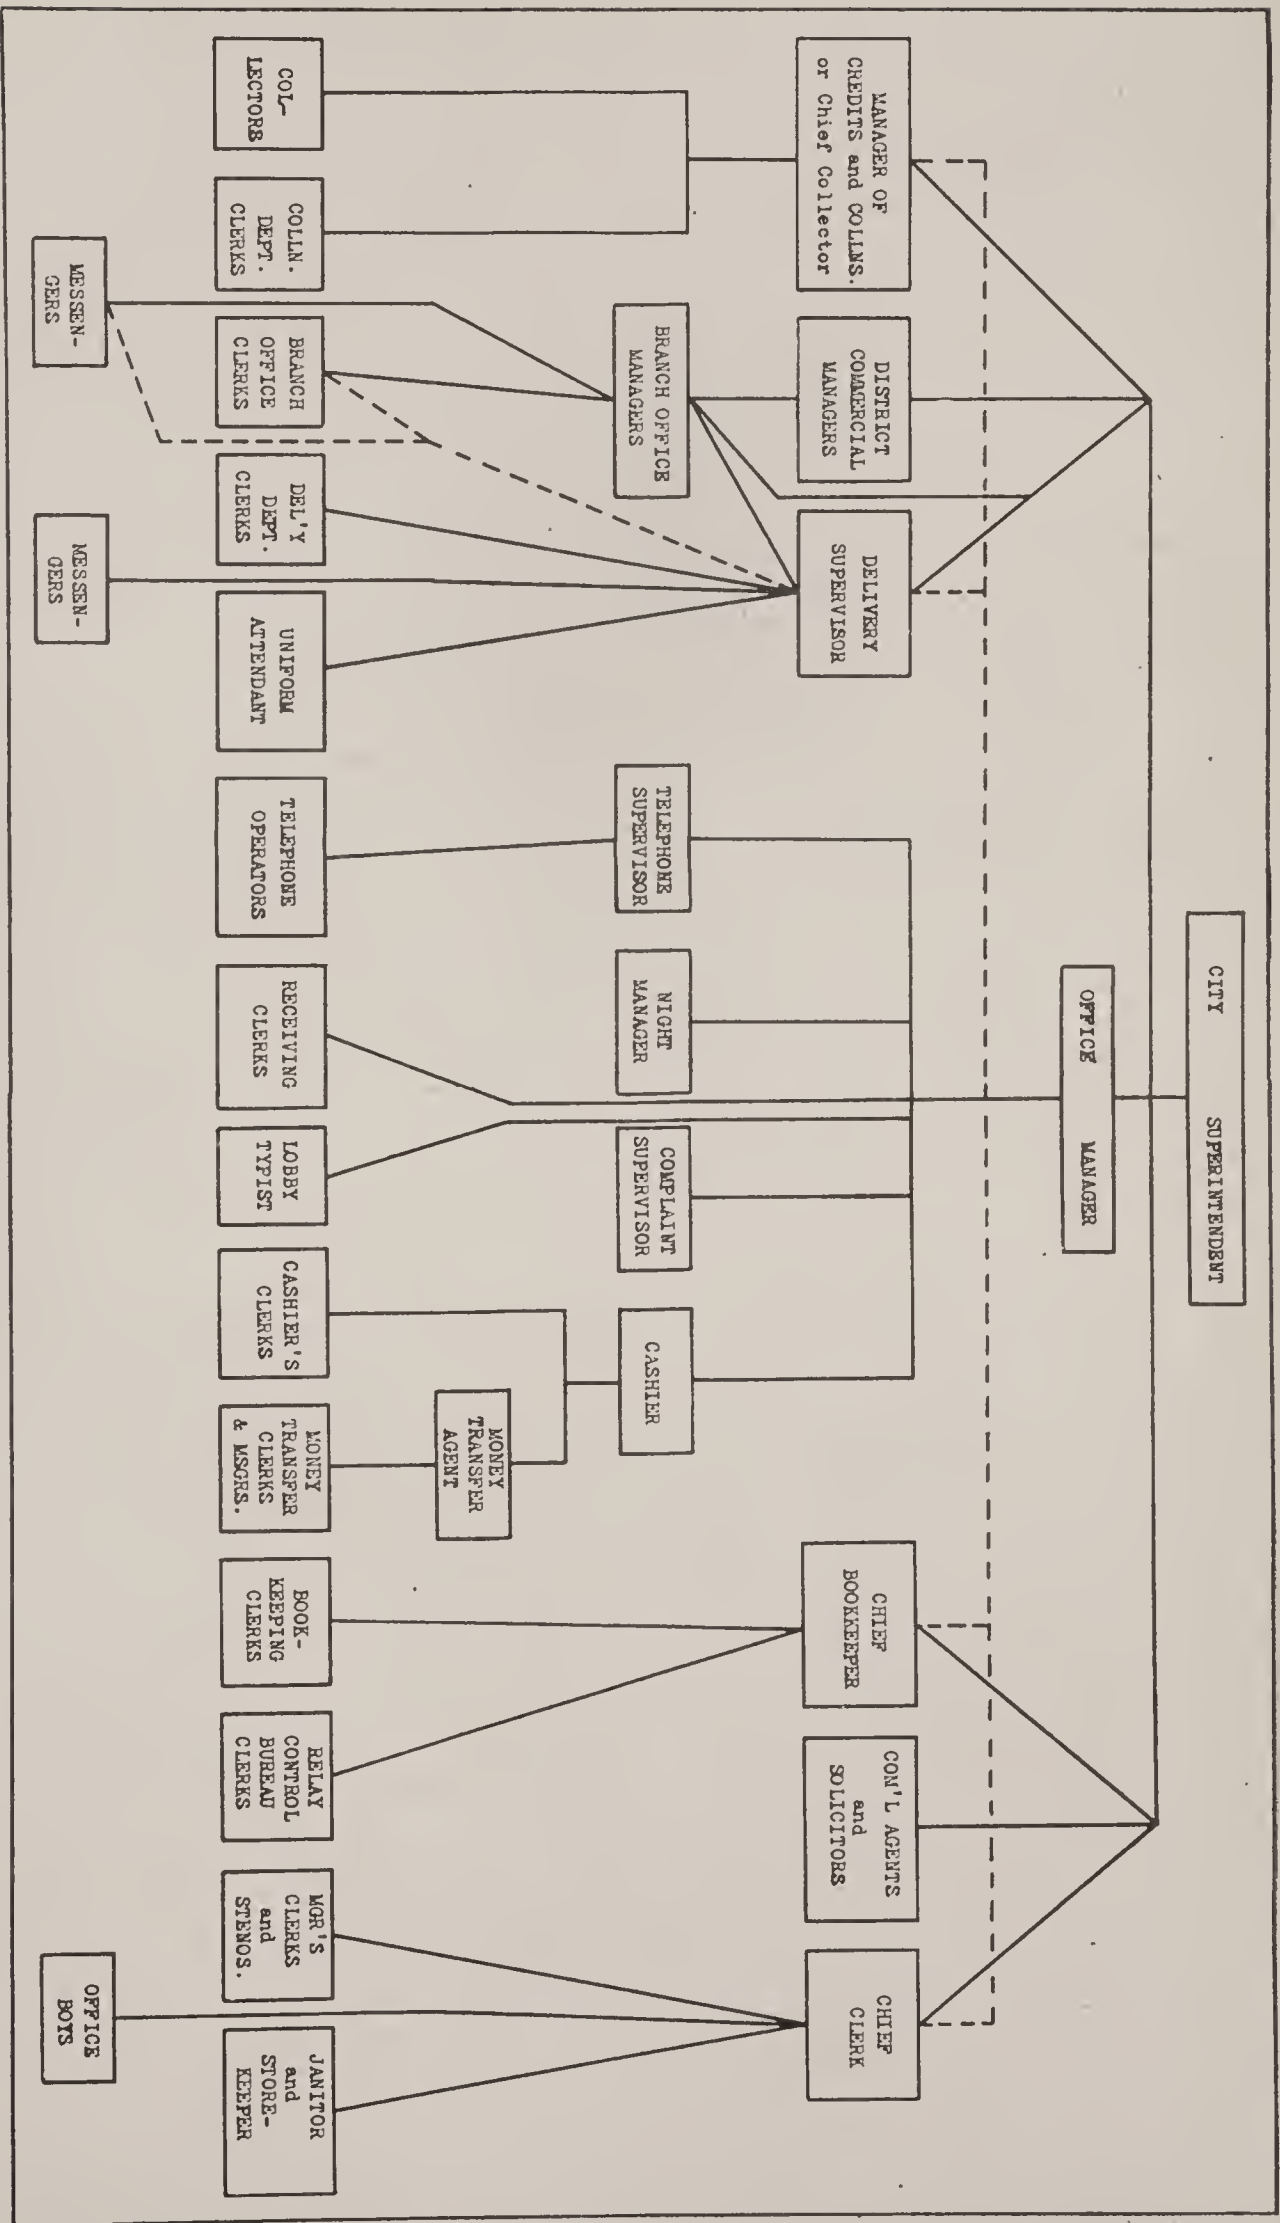 CITY SUPERINTENDENT
OFFICE MANAGER
MANAGER OF
CREDITS and COLLNS.
or Chief Collector
DISTRICT
COMMERCIAL
MANAGERS
DELIVERY
SUPERVISOR
CHIEF
BOOKKEEPER
CON'L AGENTS
and
SOLICITORS
CHIEF
CLERK
BRANCH OFFICE
MANAGERS
TELEPHONE
SUPERVISOR
NIGHT
MANAGER
COMPLAINT
SUPERVISOR
CASHIER
MONEY
TRANSFER
AGENT
COL-
LECTORS
COLLN.
DEPT.
CLERKS
BRANCH
OFFICE
CLERKS
DEL'Y
DEPT.
CLERKS
UNIFORM
ATTENDANT
TELEPHONE
OPERATORS
RECEIVING
CLERKS
LOBBY
TYPIST
CASHIER'S
CLERKS
MONEY
TRANSFER
CLERKS
& MSGRS.
BOOK-
KEEPING
CLERKS
RELAY
CONTROL
BUREAU
CLERKS
MGR'S
CLERKS
and
STENOS.
JANITOR
and
STORE-
KEEPER
MESSEN-
GERS
MESSEN-
GERS
OFFICE
BOYS